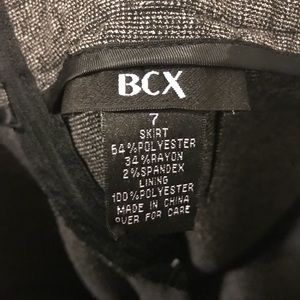 BCX
7
SKIRT
64%POLYESTER
34%RAYON
2%SPANDEX
LINING
100%POLYESTER
MADE IN CHINA
OVER FOR CARE